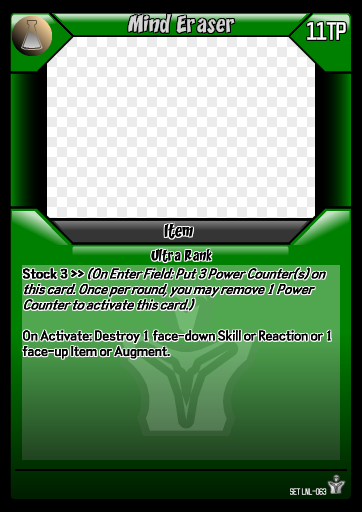 Mind Eraser
11TP
Item
Ultra Rank
Stock 3 >> (On Enter Field: Put 3 Power Counter(s) on
this card. Once per round, you may remove 1 Power
Counter to activate this card.)
On Activate: Destroy 1 face-down Skill or Reaction or 1
face-up Item or Augment.
SET LNL-063